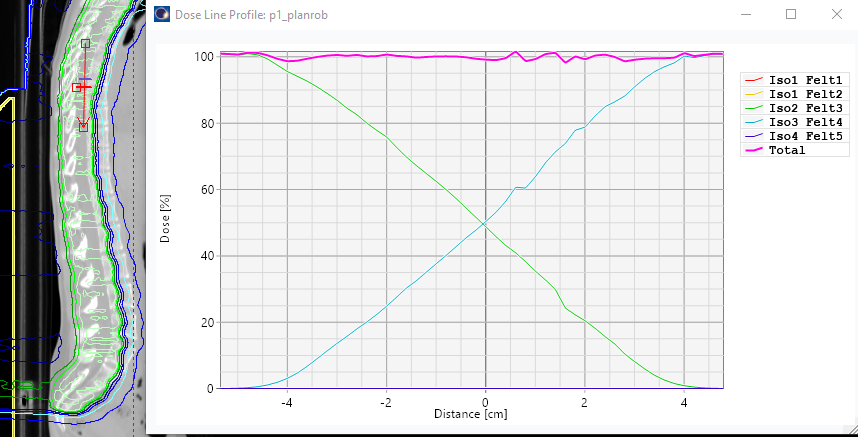 Dose Line Profile: p1_planrob
100
80
60
40
20
0
Dose [%]
-4
-2
0
2
4
Distance [cm]
Iso1 Felt1
Iso1 Felt2
Iso2 Felt3
Iso3 Felt4
Iso4 Felt5
Total